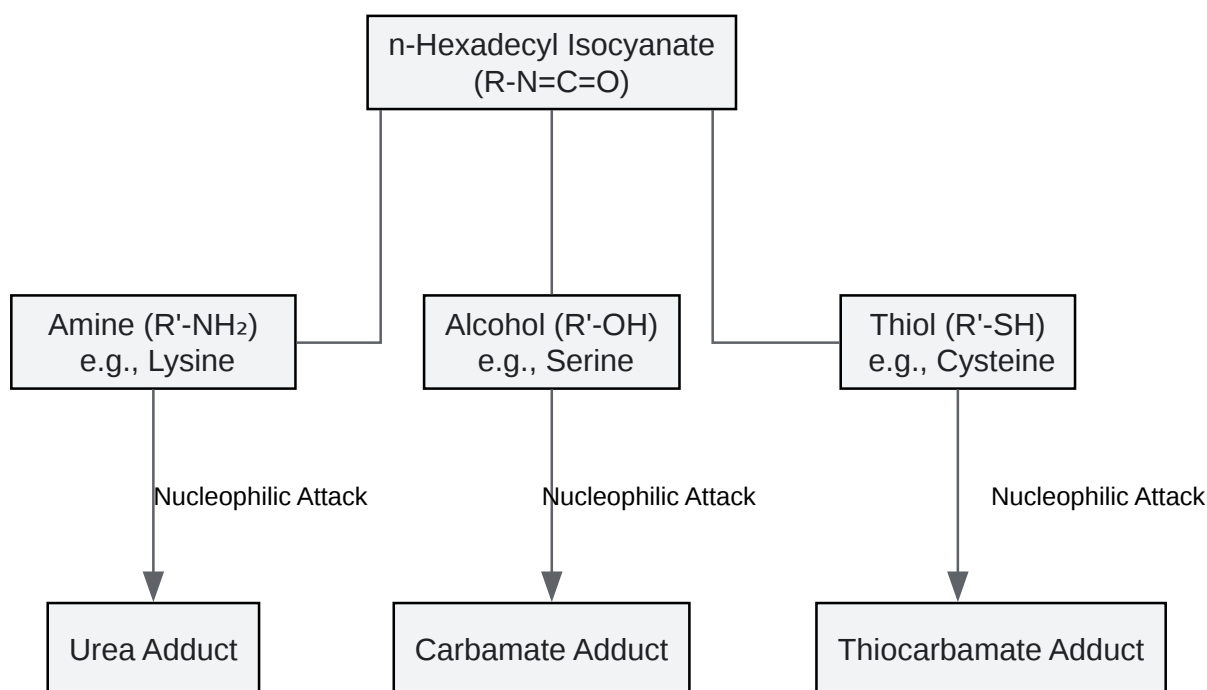 n-Hexadecyl Isocyanate
(R-N=C=O)
Amine (R'-NH₂)
e.g., Lysine
Alcohol (R'-OH)
e.g., Serine
Thiol (R'-SH)
e.g., Cysteine
Nucleophilic Attack
Nucleophilic Attack
Nucleophilic Attack
Urea Adduct
Carbamate Adduct
Thiocarbamate Adduct